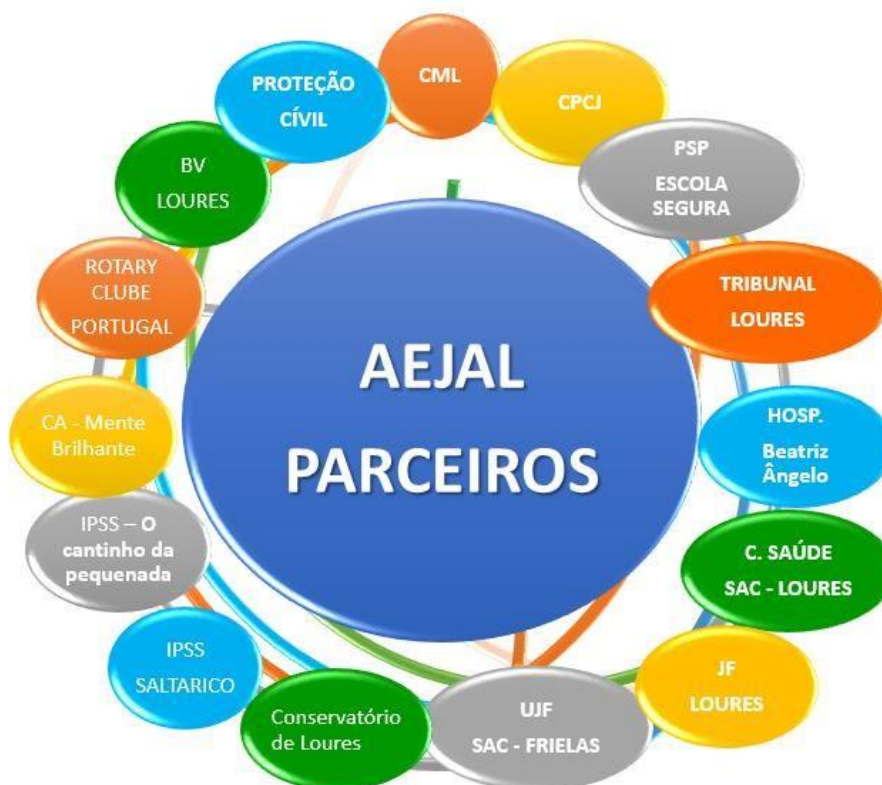 AEJAL
PARCEIROS
CML
CPCJ
PSP
ESCOLA
SEGURA
TRIBUNAL
LOURES
HOSP.
Beatriz
Ângelo
C. SAÚDE
SAC - LOURES
JF
LOURES
UJF
SAC - FRIELAS
Conservatório
de Loures
IPSS
SALTARICO
IPSS – O
cantinho da
pequenada
CA - Mente
Brilhante
ROTARY
CLUBE
PORTUGAL
BV
LOURES
PROTEÇÃO
CÍVIL